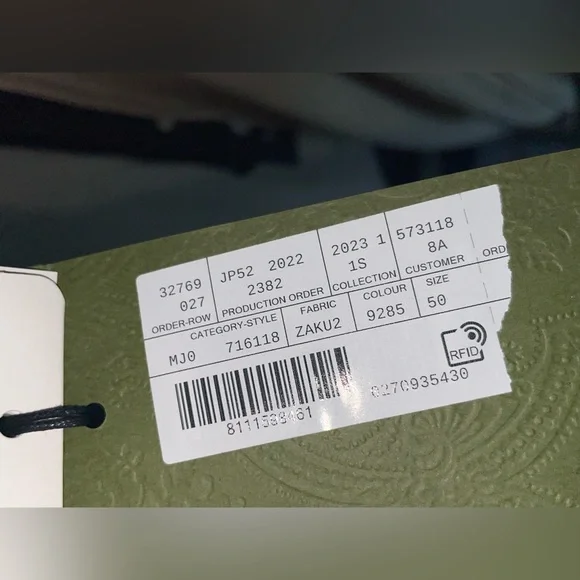 32769
027
ORDER-ROW
JP52 2022
2382
PRODUCTION ORDER
2023 1
1S
COLLECTION
573118
8A
CUSTOMER
ORD
CATEGORY-STYLE
MJ0 716118
FABRIC
ZAKU2
COLOUR
9285
SIZE
50
RFID
8270935430